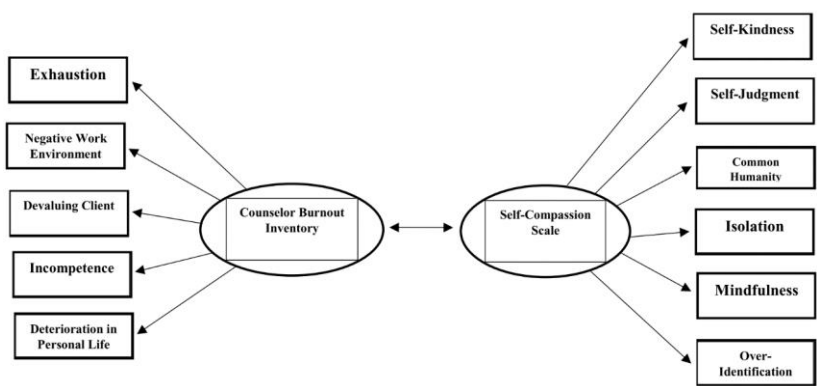 Exhaustion
Negative Work
Environment
Devaluing Client
Incompetence
Deterioration in
Personal Life
Counselor Burnout
Inventory
Self-Compassion
Scale
Self-Kindness
Self-Judgment
Common
Humanity
Isolation
Mindfulness
Over-
Identification